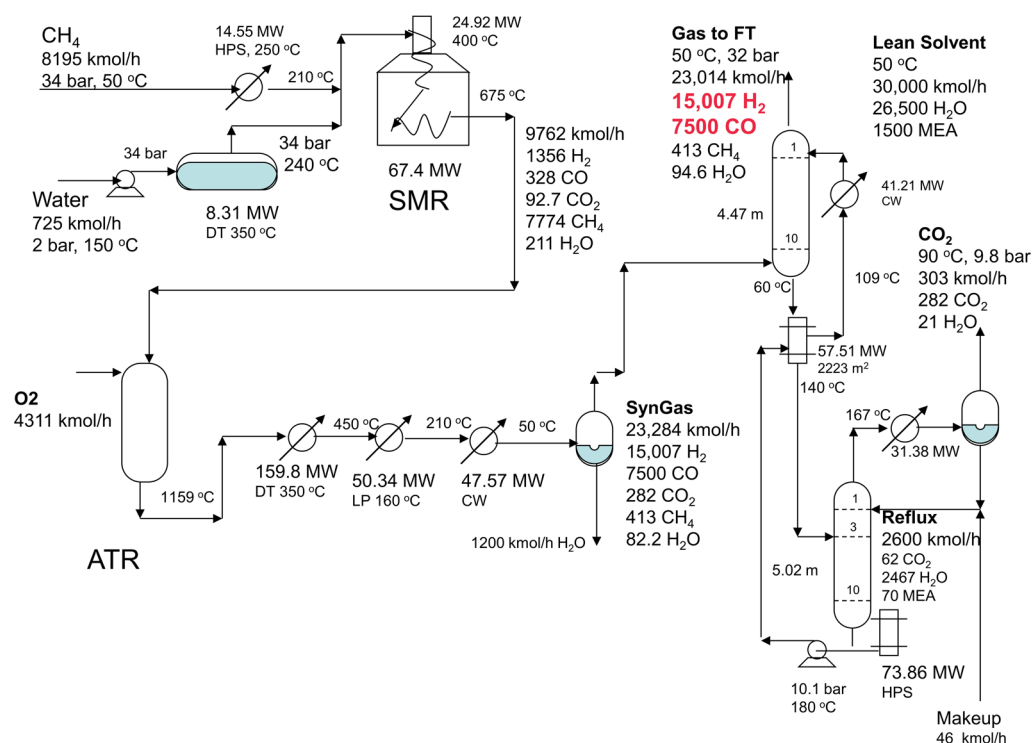 CH4
8195 kmol/h
34 bar, 50 oC
14.55 MW
HPS, 250 oC
210 oC
24.92 MW
400 oC
675 oC
34 bar
34 bar
240 oC
Water
725 kmol/h
2 bar, 150 oC
8.31 MW
DT 350 oC
67.4 MW
SMR
9762 kmol/h
1356 H2
328 CO
92.7 CO2
7774 CH4
211 H2O
Gas to FT
50 oC, 32 bar
23,014 kmol/h
15,007 H2
7500 CO
413 CH4
94.6 H2O
Lean Solvent
50 oC
30,000 kmol/h
26,500 H2O
1500 MEA
1
10
4.47 m
41.21 MW
CW
60 oC
109 oC
57.51 MW
2223 m2
140 oC
CO2
90 oC, 9.8 bar
303 kmol/h
282 CO2
21 H2O
O2
4311 kmol/h
1159 oC
ATR
450 oC
210 oC
50 oC
159.8 MW
DT 350 oC
50.34 MW
LP 160 oC
47.57 MW
CW
1200 kmol/h H2O
SynGas
23,284 kmol/h
15,007 H2
7500 CO
282 CO2
413 CH4
82.2 H2O
167 oC
31.38 MW
1
3
10
5.02 m
Reflux
2600 kmol/h
62 CO2
2467 H2O
70 MEA
10.1 bar
180 oC
73.86 MW
HPS
Makeup
46 kmol/h